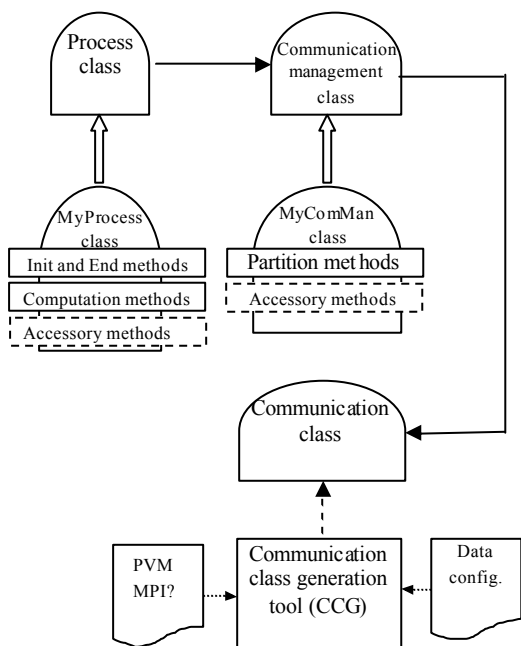 Process
class
Communication
management
class
MyProcess
class
Init and End methods
Computation methods
Accessory methods
MyComMan
class
Partition methods
Accessory methods
Communication
class
PVM
MPI?
Communication
class generation
tool (CCG)
Data
config.